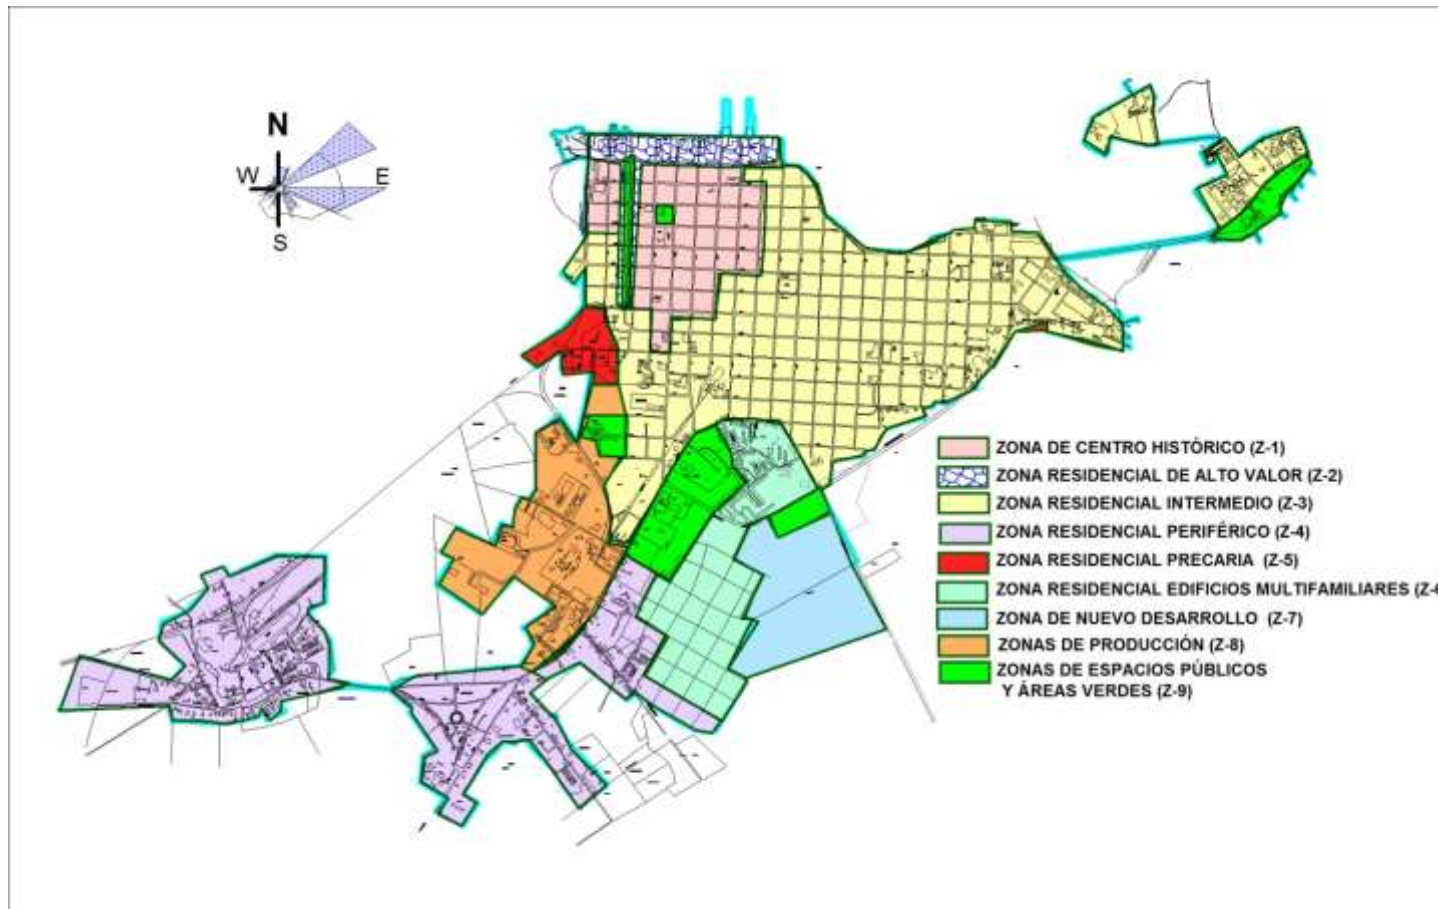 N
W
E
S
ZONA DE CENTRO HISTÓRICO (Z-1)
ZONA RESIDENCIAL DE ALTO VALOR (Z-2)
ZONA RESIDENCIAL INTERMEDIO (Z-3)
ZONA RESIDENCIAL PERIFÉRICO (Z-4)
ZONA RESIDENCIAL PRECARIA (Z-5)
ZONA RESIDENCIAL EDIFICIOS MULTIFAMILIARES (Z-6
ZONA DE NUEVO DESARROLLO (Z-7)
ZONAS DE PRODUCCIÓN (Z-8)
ZONAS DE ESPACIOS PÚBLICOS
Y ÁREAS VERDES (Z-9)